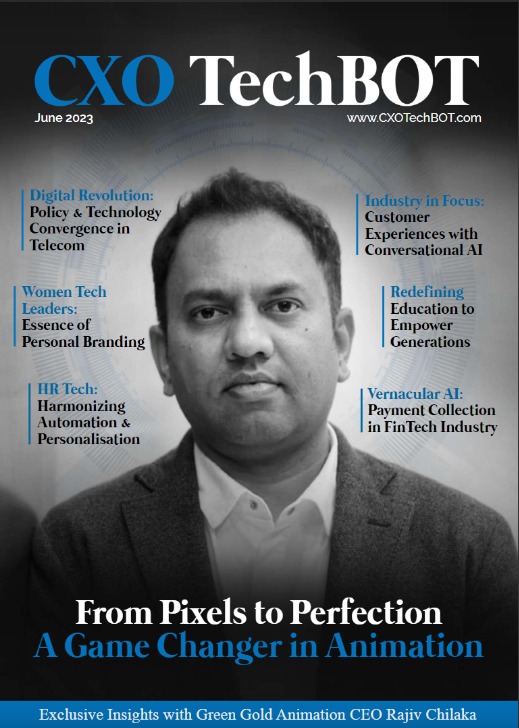 CXO TechBOT
June 2023
www.CXOTechBOT.com
Digital Revolution:
Policy & Technology
Convergence in
Telecom
Women Tech
Leaders:
Essence of
Personal Branding
HR Tech:
Harmonizing
Automation &
Personalisation
Industry in Focus:
Customer
Experiences with
Conversational AI
Redefining
Education to
Empower
Generations
Vernacular AI:
Payment Collection
in FinTech Industry
From Pixels to Perfection
A Game Changer in Animation
Exclusive Insights with Green Gold Animation CEO Rajiv Chilaka